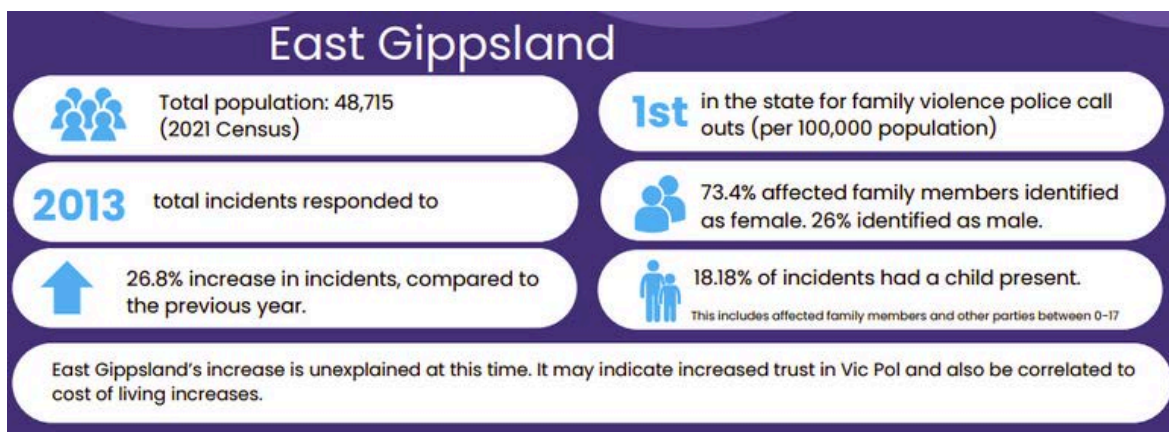 East Gippsland
Total population: 48,715
(2021 Census)
1st in the state for family violence police call
outs (per 100,000 population)
2013 total incidents responded to
73.4% affected family members identified
as female. 26% identified as male.
26.8% increase in incidents, compared to
the previous year.
18.18% of incidents had a child present.
This includes affected family members and other parties between 0-17
East Gippsland's increase is unexplained at this time. It may indicate increased trust in Vic Pol and also be correlated to
cost of living increases.